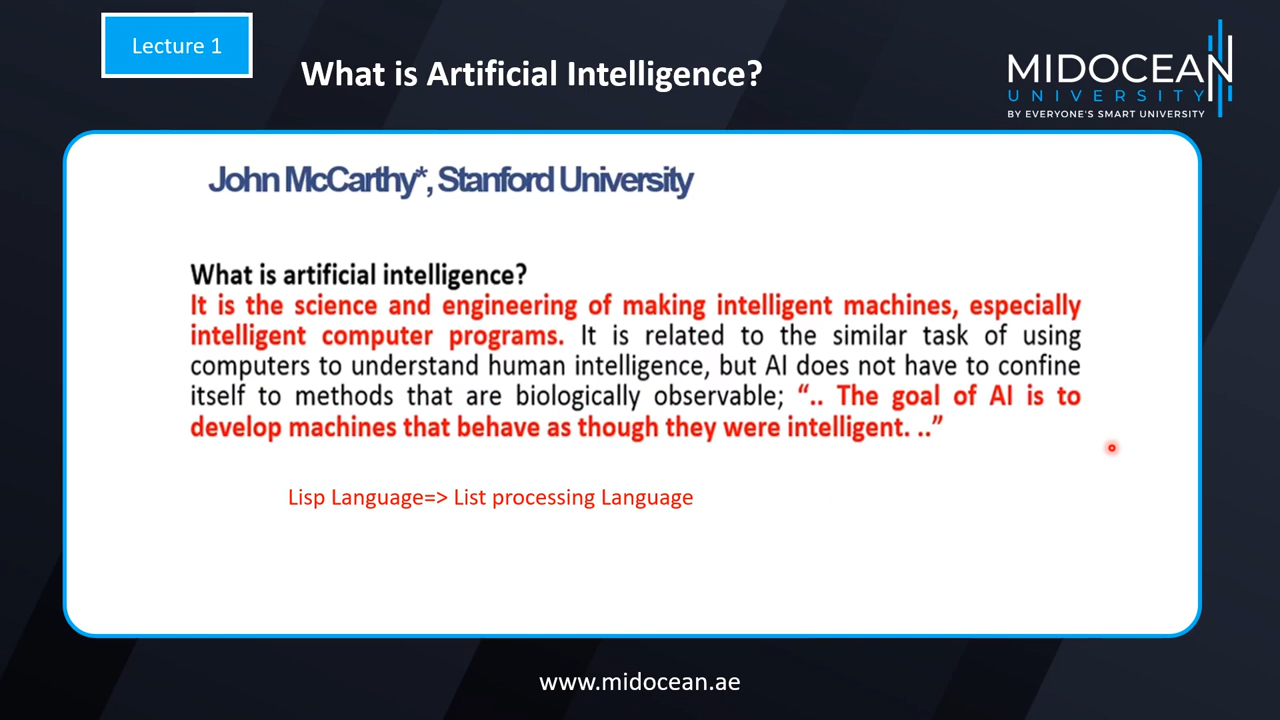 Lecture 1
What is Artificial Intelligence?
MIDOCEAN
UNIVERSITY
BY EVERYONE'S SMART UNIVERSITY
John McCarthy*, Stanford University
What is artificial intelligence?
It is the science and engineering of making intelligent machines, especially
intelligent computer programs. It is related to the similar task of using
computers to understand human intelligence, but AI does not have to confine
itself to methods that are biologically observable; “.. The goal of AI is to
develop machines that behave as though they were intelligent. ..”
Lisp Language=> List processing Language
www.midocean.ae